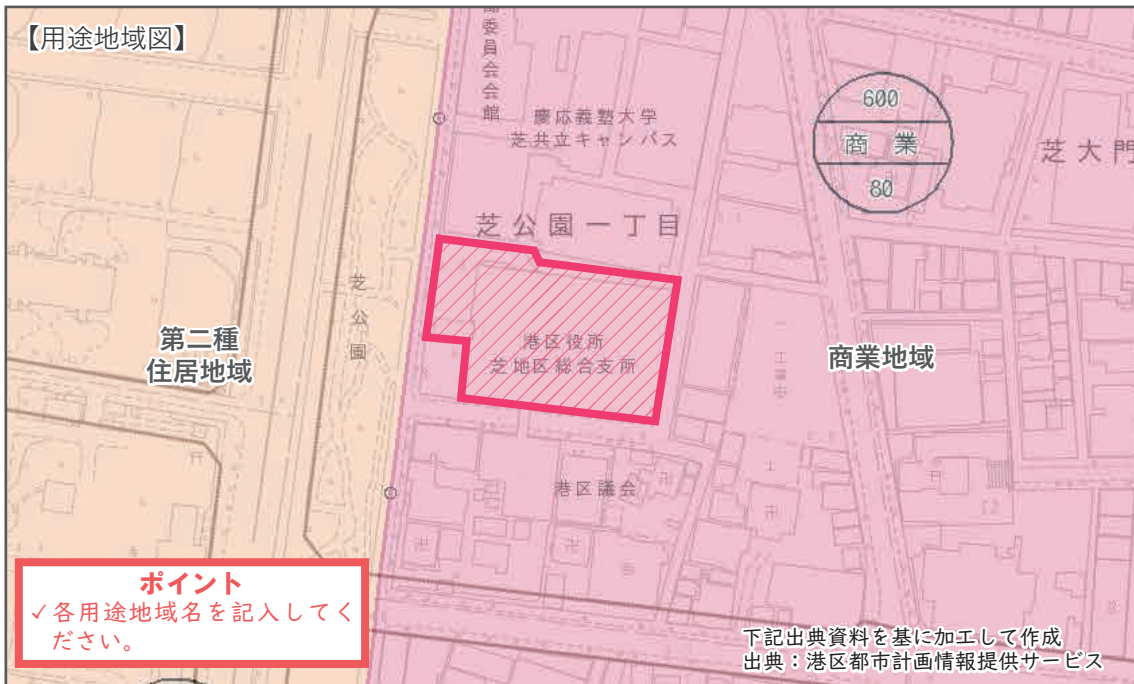 【用途地域図】
委員会会館
慶応義塾大学
芝共立キャンパス
600
商業
80
芝大門
芝公園一丁目
芝公園
第二種
住居地域
港区役所
芝地区総合支所
商業地域
港区議会
ポイント
✓各用途地域名を記入してく
ださい。
下記出典資料を基に加工して作成
出典：港区都市計画情報提供サービス